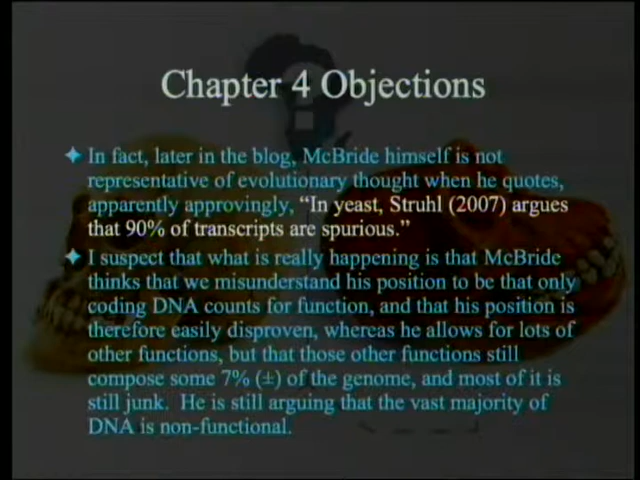 Chapter 4 Objections
In fact, later in the blog, McBride himself is not
representative of evolutionary thought when he quotes,
apparently approvingly, “In yeast, Struhl (2007) argues
that 90% of transcripts are spurious.”
I suspect that what is really happening is that McBride
thinks that we misunderstand his position to be that only
coding DNA counts for function, and that his position is
therefore easily disproven, whereas he allows for lots of
other functions, but that those other functions still
compose some 7% (±) of the genome, and most of it is
still junk. He is still arguing that the vast majority of
DNA is non-functional.